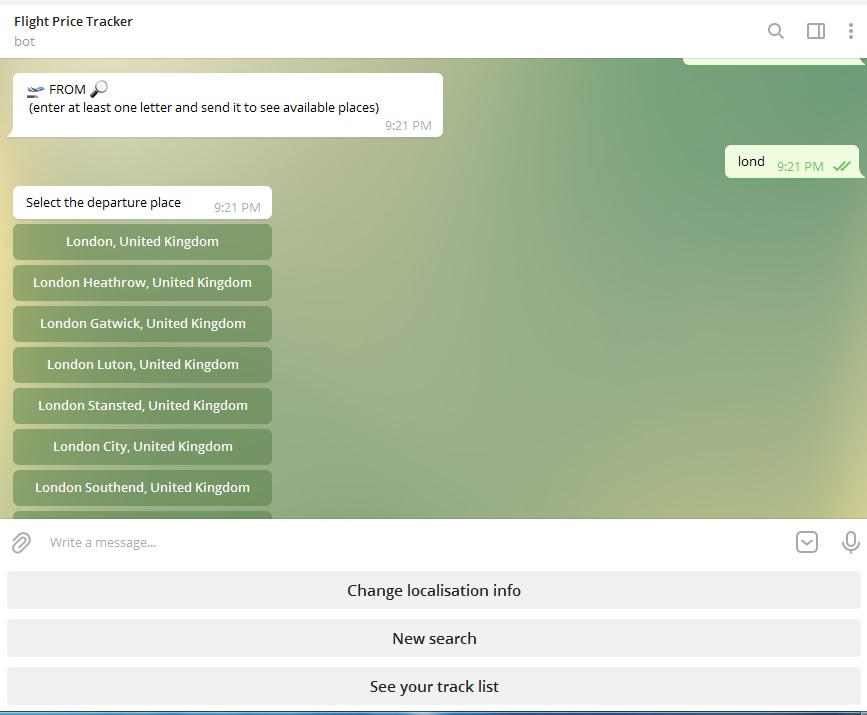 Flight Price Tracker
bot
FROM
(enter at least one letter and send it to see available places)
9:21 PM
lond 9:21 PM
Select the departure place 9:21 PM
London, United Kingdom
London Heathrow, United Kingdom
London Gatwick, United Kingdom
London Luton, United Kingdom
London Stansted, United Kingdom
London City, United Kingdom
London Southend, United Kingdom
Write a message...
Change localisation info
New search
See your track list